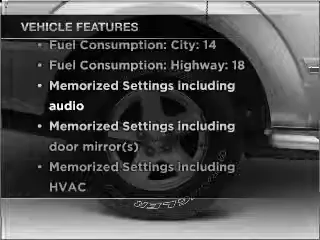 VEHICLE FEATURES
• Fuel Consumption: City: 14
• Fuel Consumption: Highway: 18
• Memorized Settings including
audio
• Memorized Settings including
door mirror(s)
• Memorized Settings including
HVAC